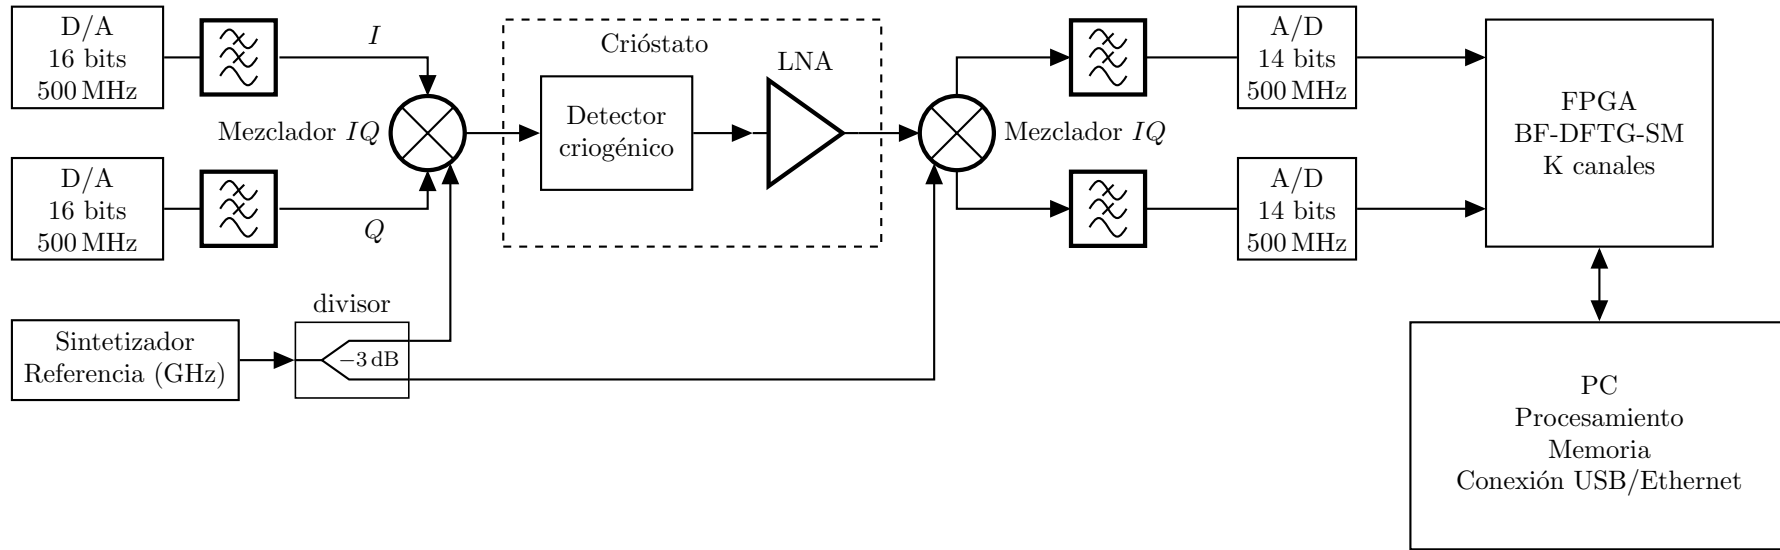 D/A
16 bits
500 MHz
I
Mezclador IQ
D/A
16 bits
500 MHz
Q
Sintetizador
Referencia (GHz)
divisor
−3 dB
Crióstato
LNA
Detector
criogénico
Mezclador IQ
A/D
14 bits
500 MHz
A/D
14 bits
500 MHz
FPGA
BF-DFTG-SM
K canales
PC
Procesamiento
Memoria
Conexión USB/Ethernet